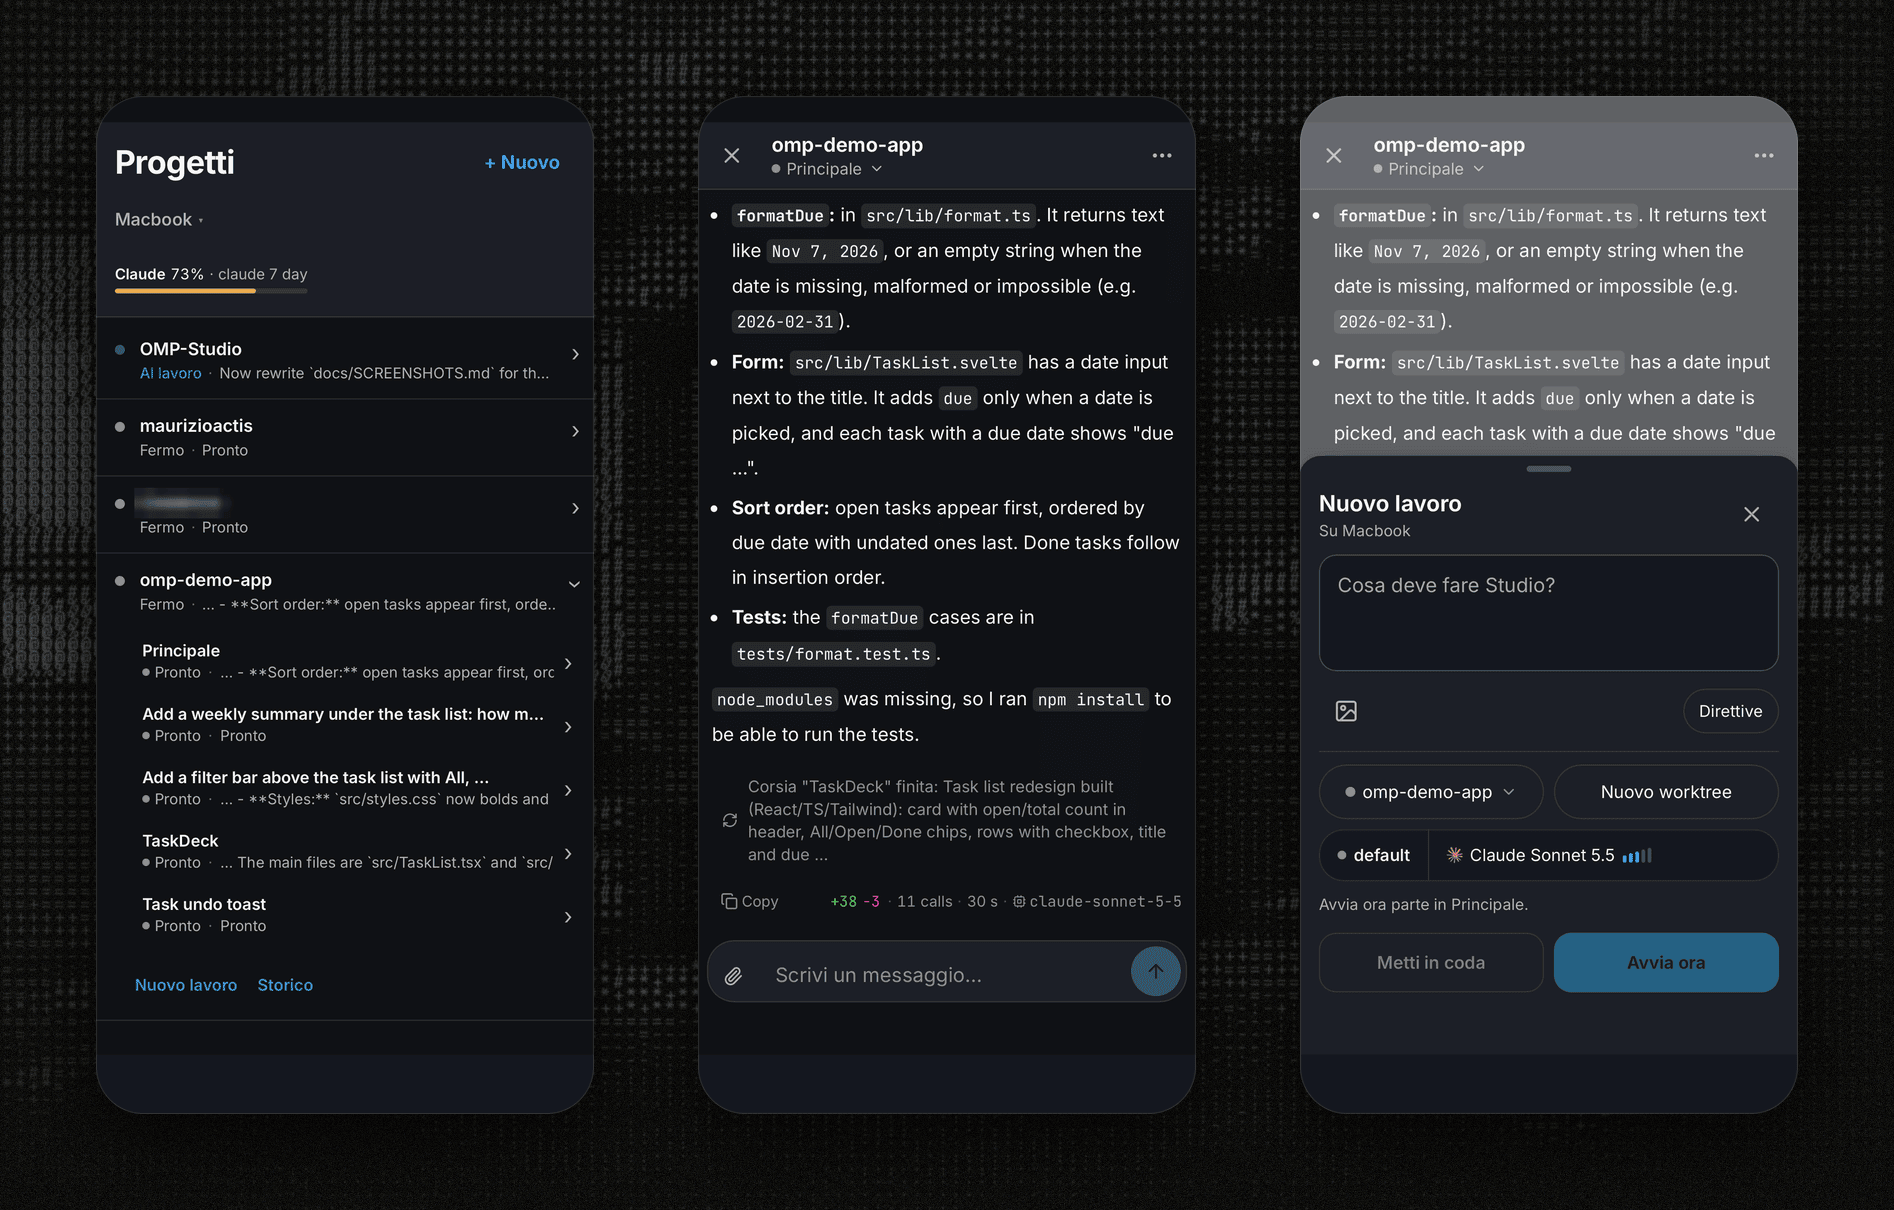 Progetti
+ Nuovo
Macbook
Claude 73% · claude 7 day
OMP-Studio
Al lavoro · Now rewrite `docs/SCREENSHOTS.md` for th...
maurizioactis
Fermo · Pronto
Fermo · Pronto
omp-demo-app
Fermo · ... - **Sort order:** open tasks appear first, orde..
Principale
Pronto · ... - **Sort order:** open tasks appear first, orc
Add a weekly summary under the task list: how m...
Pronto · Pronto
Add a filter bar above the task list with All, ...
Pronto · ... - **Styles:** `src/styles.css` now bolds and
TaskDeck
Pronto · ... The main files are `src/TaskList.tsx` and `src/
Task undo toast
Pronto · Pronto
Nuovo lavoro Storico
omp-demo-app
Principale
• formatDue: in src/lib/format.ts. It returns text
like Nov 7, 2026, or an empty string when the
date is missing, malformed or impossible (e.g.
2026-02-31).
• Form: src/lib/TaskList.svelte has a date input
next to the title. It adds due only when a date is
picked, and each task with a due date shows "due
...".
• Sort order: open tasks appear first, ordered by
due date with undated ones last. Done tasks follow
in insertion order.
• Tests: the formatDue cases are in
tests/format.test.ts.
node_modules was missing, so I ran npm install to
be able to run the tests.
Corsia "TaskDeck" finita: Task list redesign built
(React/TS/Tailwind): card with open/total count in
header, All/Open/Done chips, rows with checkbox, title
and due ...
Copy +38 -3 · 11 calls · 30 s · claude-sonnet-5-5
Scrivi un messaggio...
omp-demo-app
Principale
• formatDue: in src/lib/format.ts. It returns text
like Nov 7, 2026, or an empty string when the
date is missing, malformed or impossible (e.g.
2026-02-31).
• Form: src/lib/TaskList.svelte has a date input
next to the title. It adds due only when a date is
picked, and each task with a due date shows "due
Nuovo lavoro
Su Macbook
Cosa deve fare Studio?
Direttive
omp-demo-app
Nuovo worktree
default
Claude Sonnet 5.5
Avvia ora parte in Principale.
Metti in coda
Avvia ora